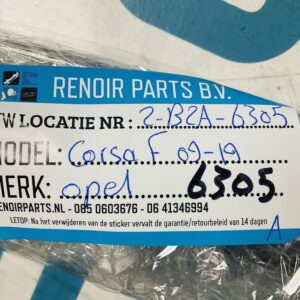 RENOIR PARTS B.V.
TW LOCATIE NR : 2-B2A-6305
MODEL: Corsa F 09-19
MERK: opel 6305
RENOIRPARTS.NL - 085 0603676 - 06 41346994
LETOP: Na het verwijderen van de sticker vervalt de garantie/retourbeleid van 14 dagen
1